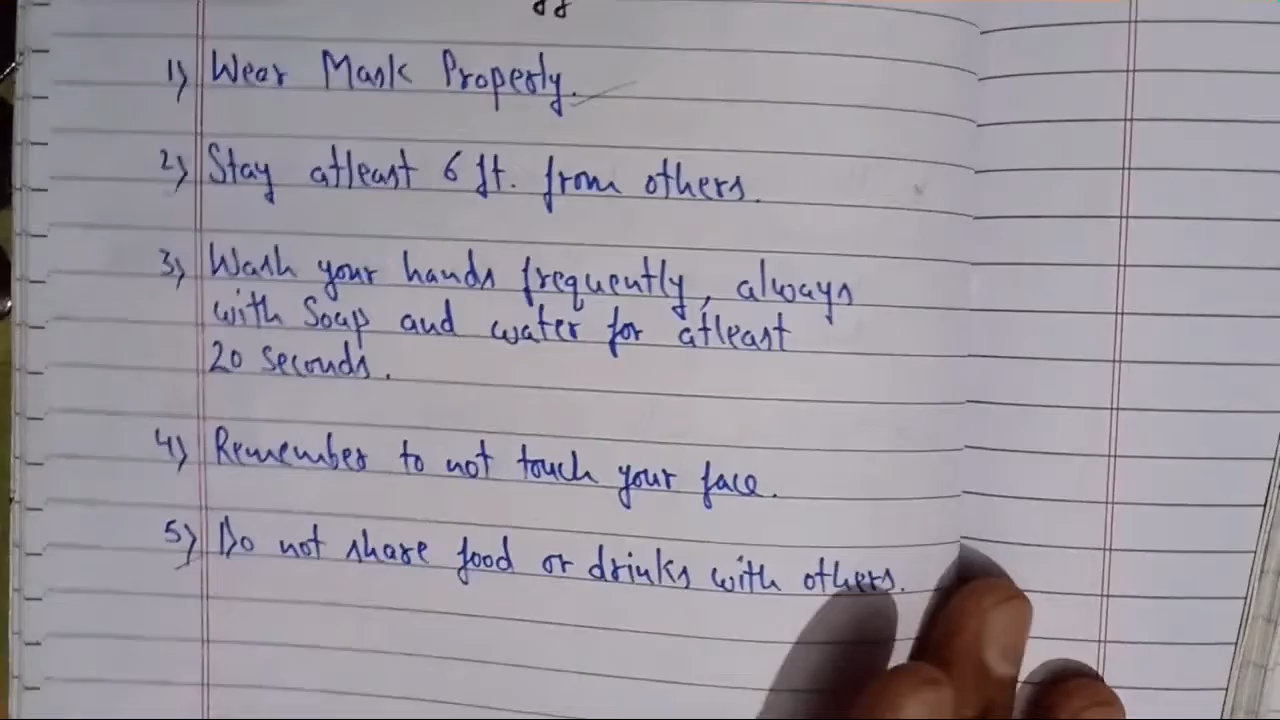 1) Wear Mask Properly.
2) Stay atleast 6 ft. from others.
3) Wash your hands frequently, always
with Soap and water for atleast
20 seconds.
4) Remember to not touch your face.
5) Do not share food or drinks with others.